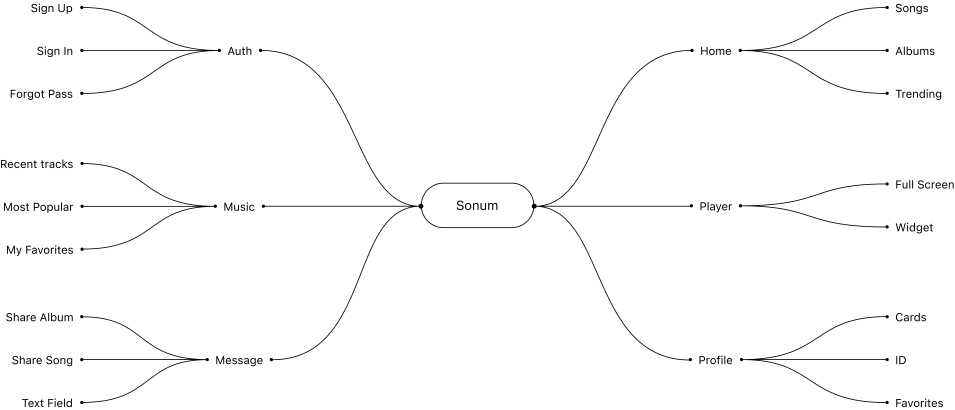 Sign Up
Sign In
Forgot Pass
Auth
Recent tracks
Most Popular
My Favorites
Music
Share Album
Share Song
Text Field
Message
Sonum
Home
Songs
Albums
Trending
Player
Full Screen
Widget
Profile
Cards
ID
Favorites